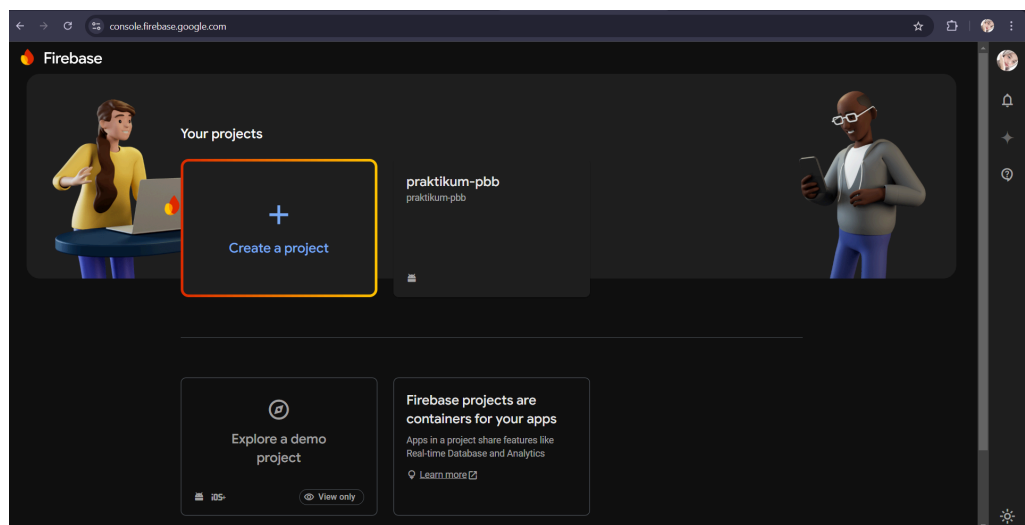 console.firebase.google.com
Firebase
Your projects
Create a project
praktikum-pbb
praktikum-pbb
Explore a demo
project
iOS+
View only
Firebase projects are
containers for your apps
Apps in a project share features like
Real-time Database and Analytics
Learn more